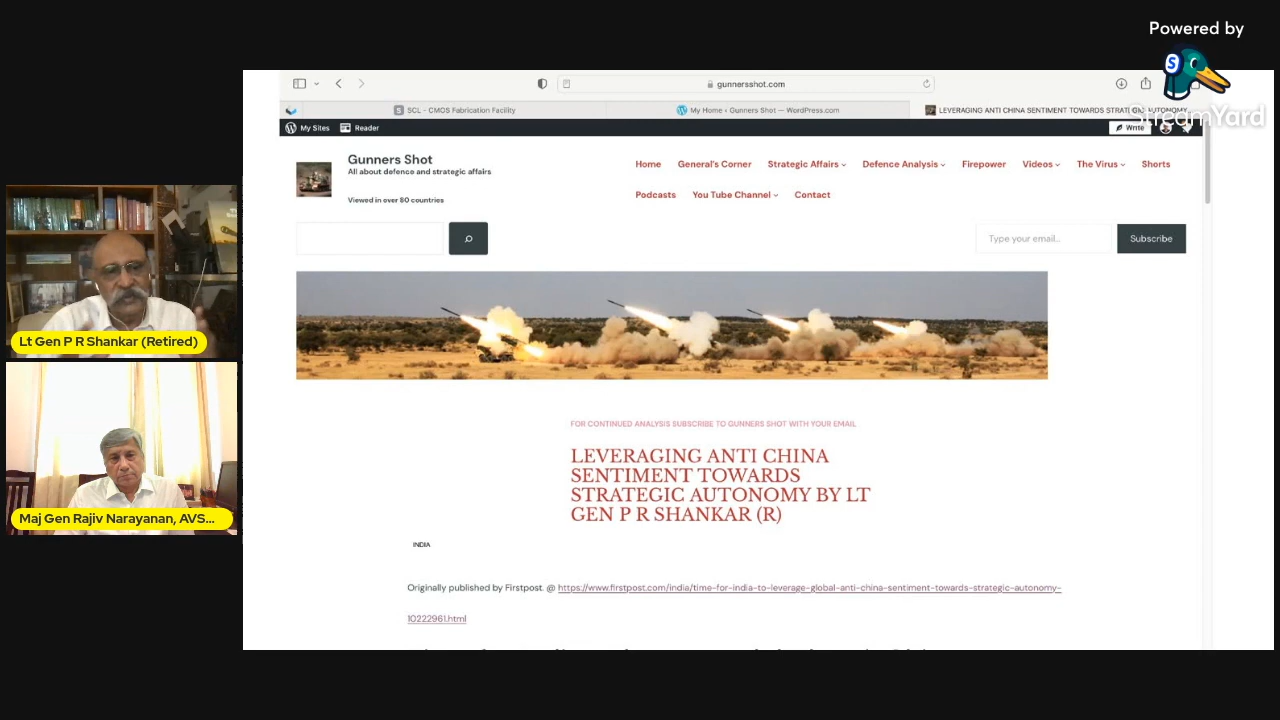 Powered by
S
StreamYard
gunnersshot.com
S SCL - CMOS Fabrication Facility
My Home ‹ Gunners Shot — WordPress.com
LEVERAGING ANTI CHINA SENTIMENT TOWARDS STRATEGIC AUTONOMY
My Sites
Reader
Write
Gunners Shot
All about defence and strategic affairs
Viewed in over 80 countries
Home General's Corner Strategic Affairs Defence Analysis Firepower Videos The Virus Shorts
Podcasts You Tube Channel Contact
Type your email...
Subscribe
Lt Gen P R Shankar (Retired)
Maj Gen Rajiv Narayanan, AVS...
FOR CONTINUED ANALYSIS SUBSCRIBE TO GUNNERS SHOT WITH YOUR EMAIL
LEVERAGING ANTI CHINA
SENTIMENT TOWARDS
STRATEGIC AUTONOMY BY LT
GEN P R SHANKAR (R)
INDIA
Originally published by Firstpost. @ https://www.firstpost.com/india/time-for-india-to-leverage-global-anti-china-sentiment-towards-strategic-autonomy-
10222961.html